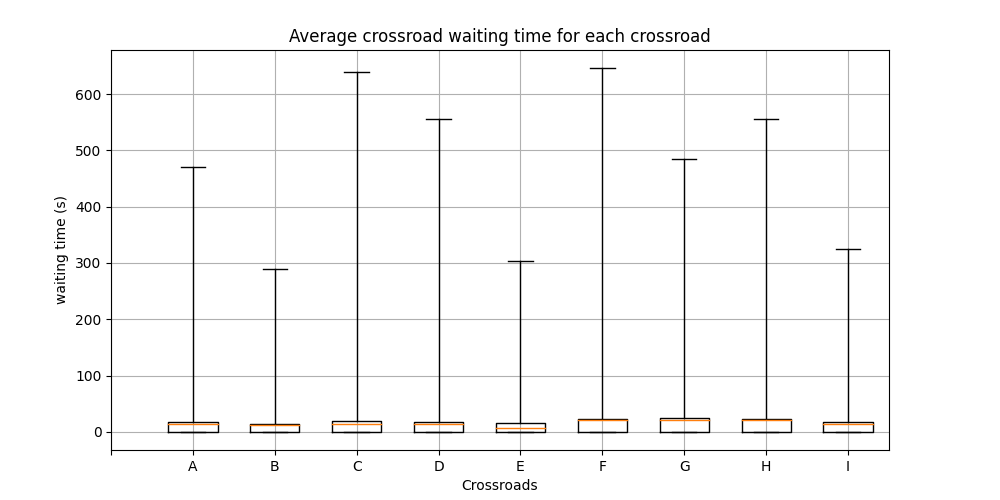 Average crossroad waiting time for each crossroad
waiting time (s)
600
500
400
300
200
100
0
A B C D E F G H I
Crossroads